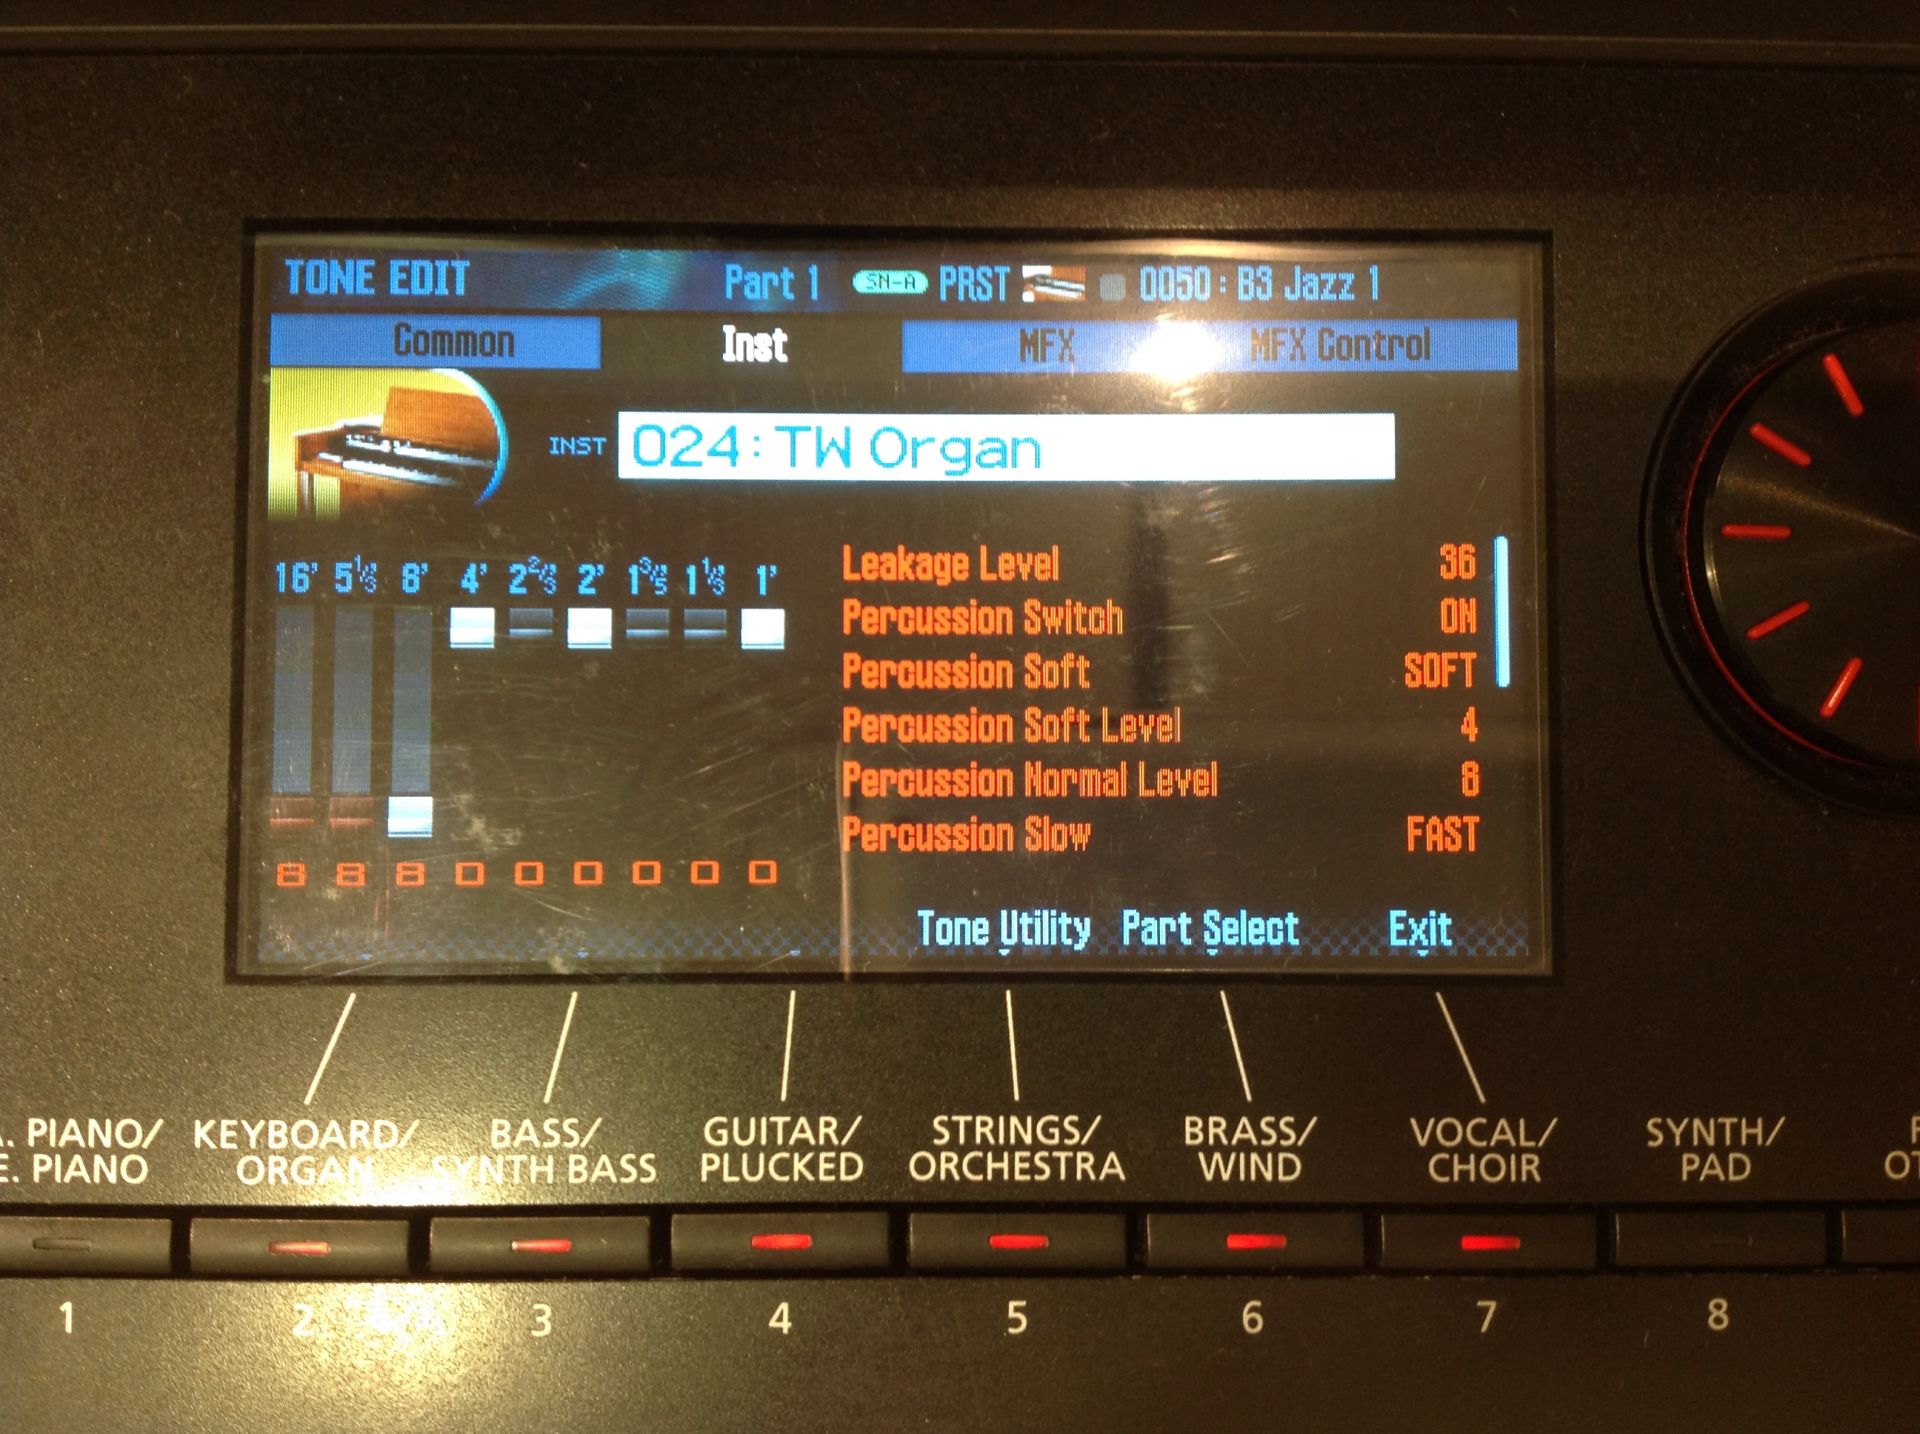 TONE EDIT Part 1 SN-A PRST 0050 : B3 Jazz 1
Common Inst MFX MFX Control
INST 024: TW Organ
16' 5⅓ 8' 4' 2⅔ 2' 1⅗ 1⅓ 1'
8 8 8 0 0 0 0 0 0
Leakage Level 36
Percussion Switch ON
Percussion Soft SOFT
Percussion Soft Level 4
Percussion Normal Level 8
Percussion Slow FAST
Tone Utility Part Select Exit
A. PIANO/
E. PIANO
KEYBOARD/
ORGAN
BASS/
SYNTH BASS
GUITAR/
PLUCKED
STRINGS/
ORCHESTRA
BRASS/
WIND
VOCAL/
CHOIR
SYNTH/
PAD
1 2 3 4 5 6 7 8